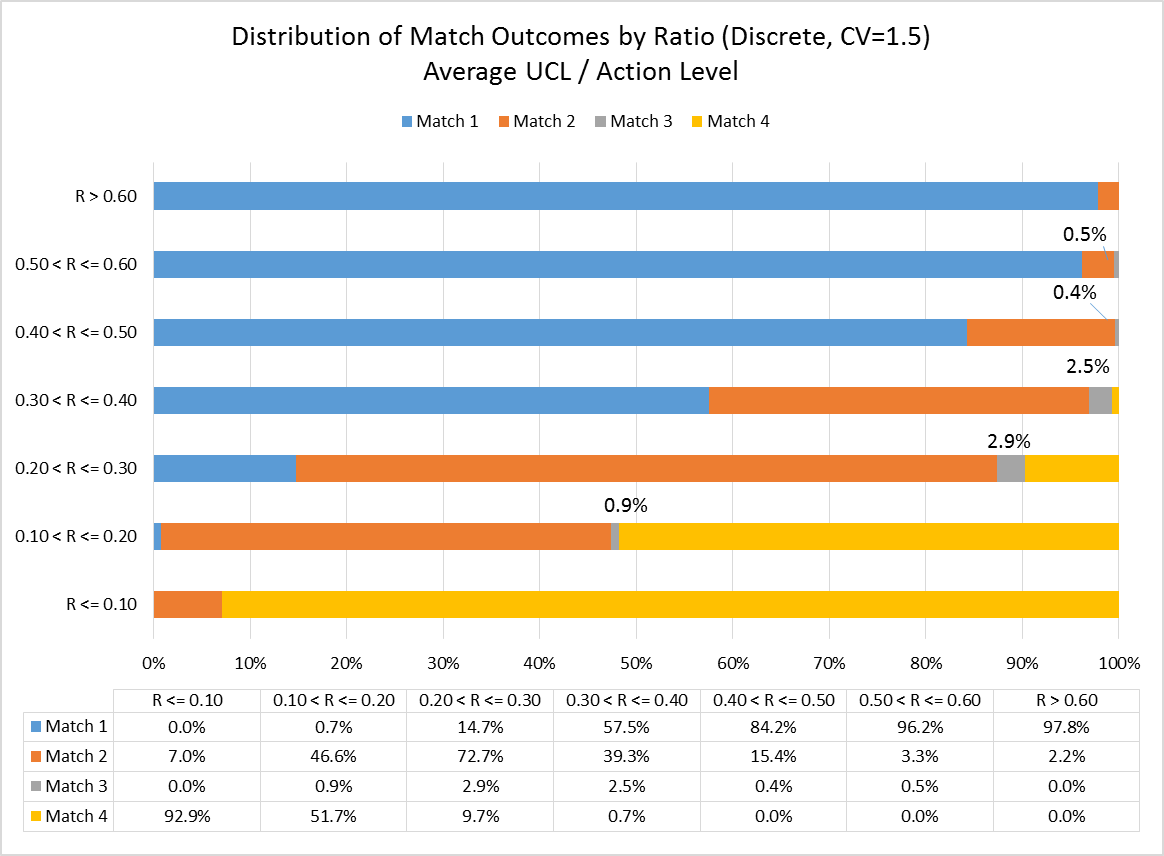 Distribution of Match Outcomes by Ratio (Discrete, CV=1.5)
Average UCL / Action Level
Match 1 Match 2 Match 3 Match 4
R > 0.60
0.5%
0.50 < R <= 0.60
0.4%
0.40 < R <= 0.50
2.5%
0.30 < R <= 0.40
2.9%
0.20 < R <= 0.30
0.9%
0.10 < R <= 0.20
R <= 0.10
0% 10% 20% 30% 40% 50% 60% 70% 80% 90% 100%
R <= 0.10 0.10 < R <= 0.20 0.20 < R <= 0.30 0.30 < R <= 0.40 0.40 < R <= 0.50 0.50 < R <= 0.60 R > 0.60
Match 1 0.0% 0.7% 14.7% 57.5% 84.2% 96.2% 97.8%
Match 2 7.0% 46.6% 72.7% 39.3% 15.4% 3.3% 2.2%
Match 3 0.0% 0.9% 2.9% 2.5% 0.4% 0.5% 0.0%
Match 4 92.9% 51.7% 9.7% 0.7% 0.0% 0.0% 0.0%